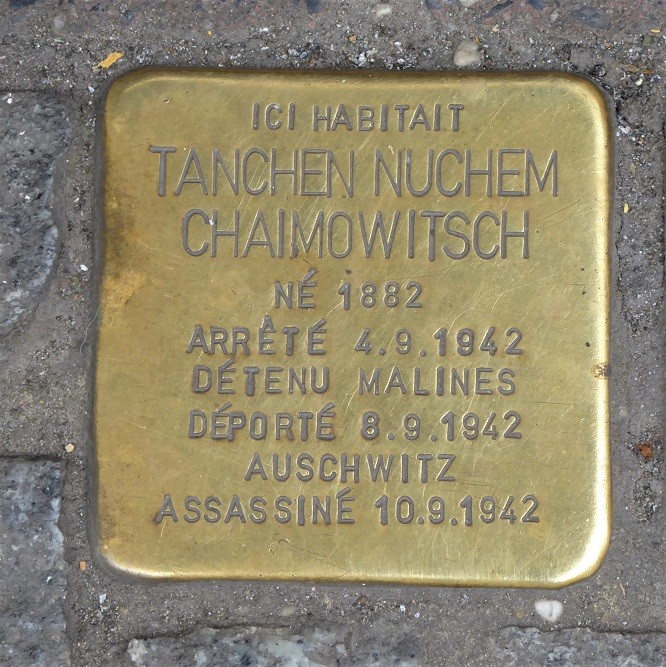 ICI HABITAIT
TANCHEN NUCHEM
CHAIMOWITSCH
NÉ 1882
ARRÊTÉ 4.9.1942
DÉTENU MALINES
DÉPORTÉ 8.9.1942
AUSCHWITZ
ASSASSINÉ 10.9.1942